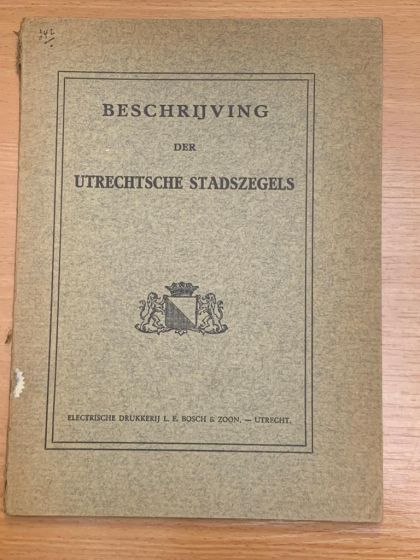 BESCHRIJVING
DER
UTRECHTSCHE STADSZEGELS
ELECTRISCHE DRUKKERIJ L. E. BOSCH & ZOON. — UTRECHT.